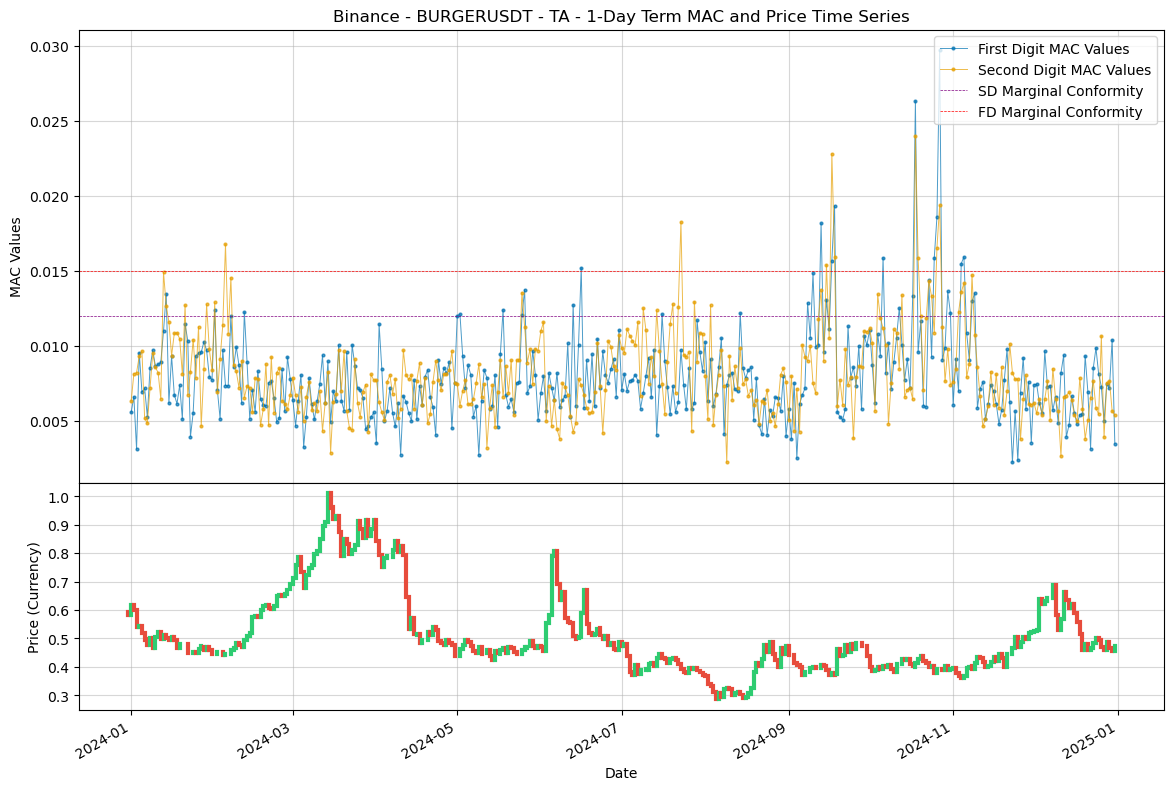 Binance - BURGERUSDT - TA - 1-Day Term MAC and Price Time Series
First Digit MAC Values
Second Digit MAC Values
SD Marginal Conformity
FD Marginal Conformity
MAC Values
0.030
0.025
0.020
0.015
0.010
0.005
Price (Currency)
1.0
0.9
0.8
0.7
0.6
0.5
0.4
0.3
2024-01
2024-03
2024-05
2024-07
2024-09
2024-11
2025-01
Date